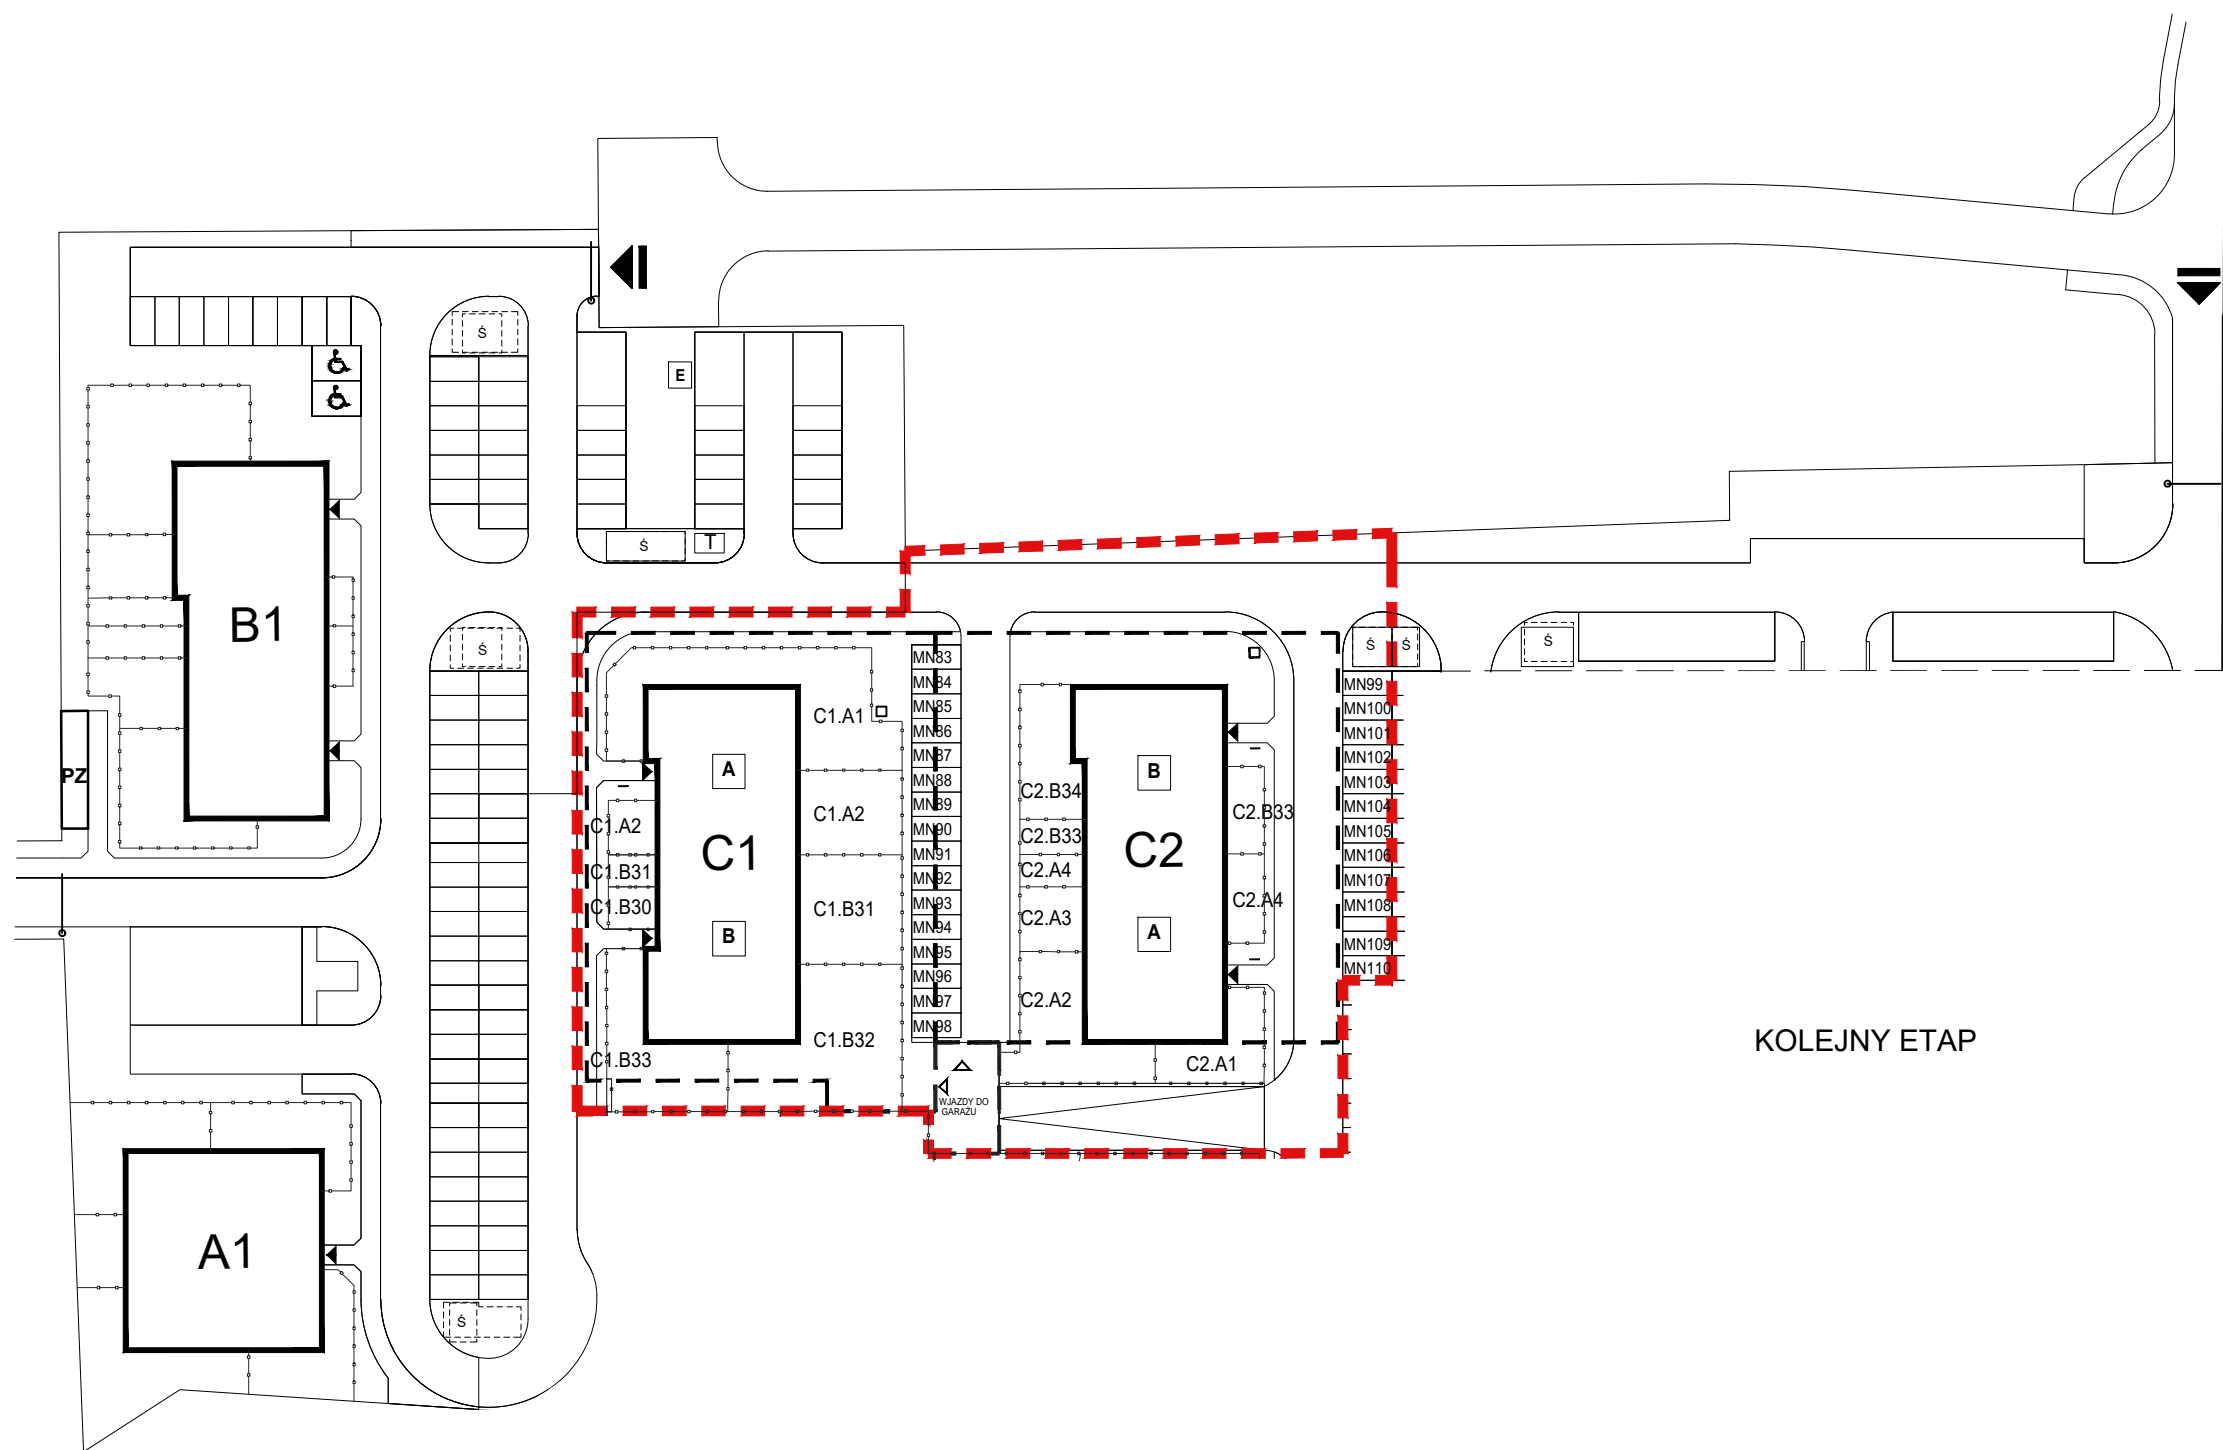 Ś
E
Ś
T
B1
Ś
PZ
A1
Ś
C1
A
B
C1.A1
C1.A2
C1.B31
C1.B32
C1.A2
C1.B31
C1.B30
C1.B33
MN83
MN84
MN85
MN86
MN87
MN88
MN89
MN90
MN91
MN92
MN93
MN94
MN95
MN96
MN97
MN98
WJAZDY DO
GARAŻU
C2
B
A
C2.B34
C2.B33
C2.A4
C2.A3
C2.A2
C2.B33
C2.A4
C2.A1
Ś
Ś
Ś
MN99
MN100
MN101
MN102
MN103
MN104
MN105
MN106
MN107
MN108
MN109
MN110
KOLEJNY ETAP